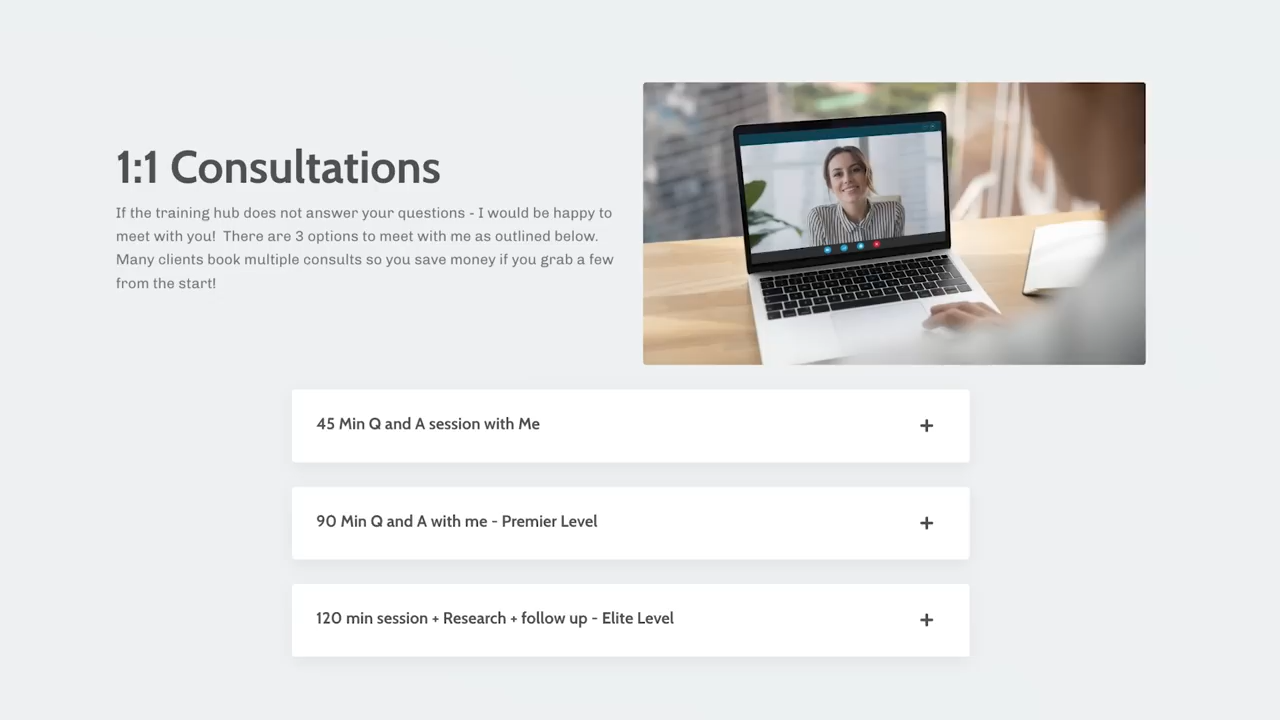 1:1 Consultations
If the training hub does not answer your questions - I would be happy to
meet with you!  There are 3 options to meet with me as outlined below.
Many clients book multiple consults so you save money if you grab a few
from the start!
45 Min Q and A session with Me
90 Min Q and A with me - Premier Level
120 min session + Research + follow up - Elite Level